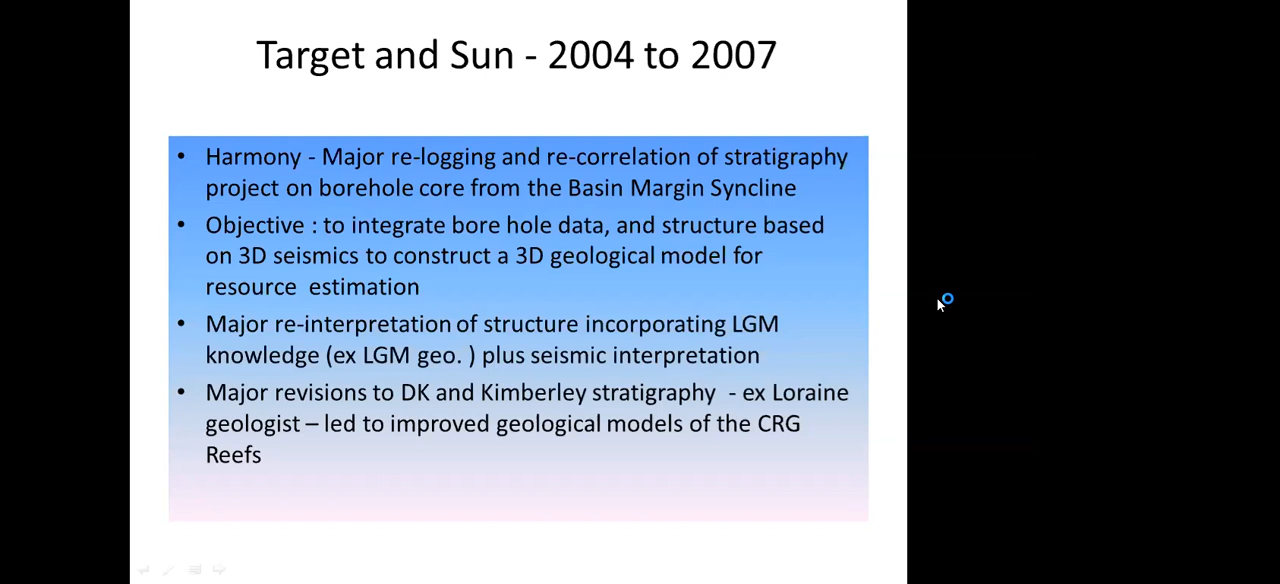 Target and Sun - 2004 to 2007
• Harmony - Major re-logging and re-correlation of stratigraphy
project on borehole core from the Basin Margin Syncline
• Objective : to integrate bore hole data, and structure based
on 3D seismics to construct a 3D geological model for
resource estimation
• Major re-interpretation of structure incorporating LGM
knowledge (ex LGM geo. ) plus seismic interpretation
• Major revisions to DK and Kimberley stratigraphy - ex Loraine
geologist – led to improved geological models of the CRG
Reefs